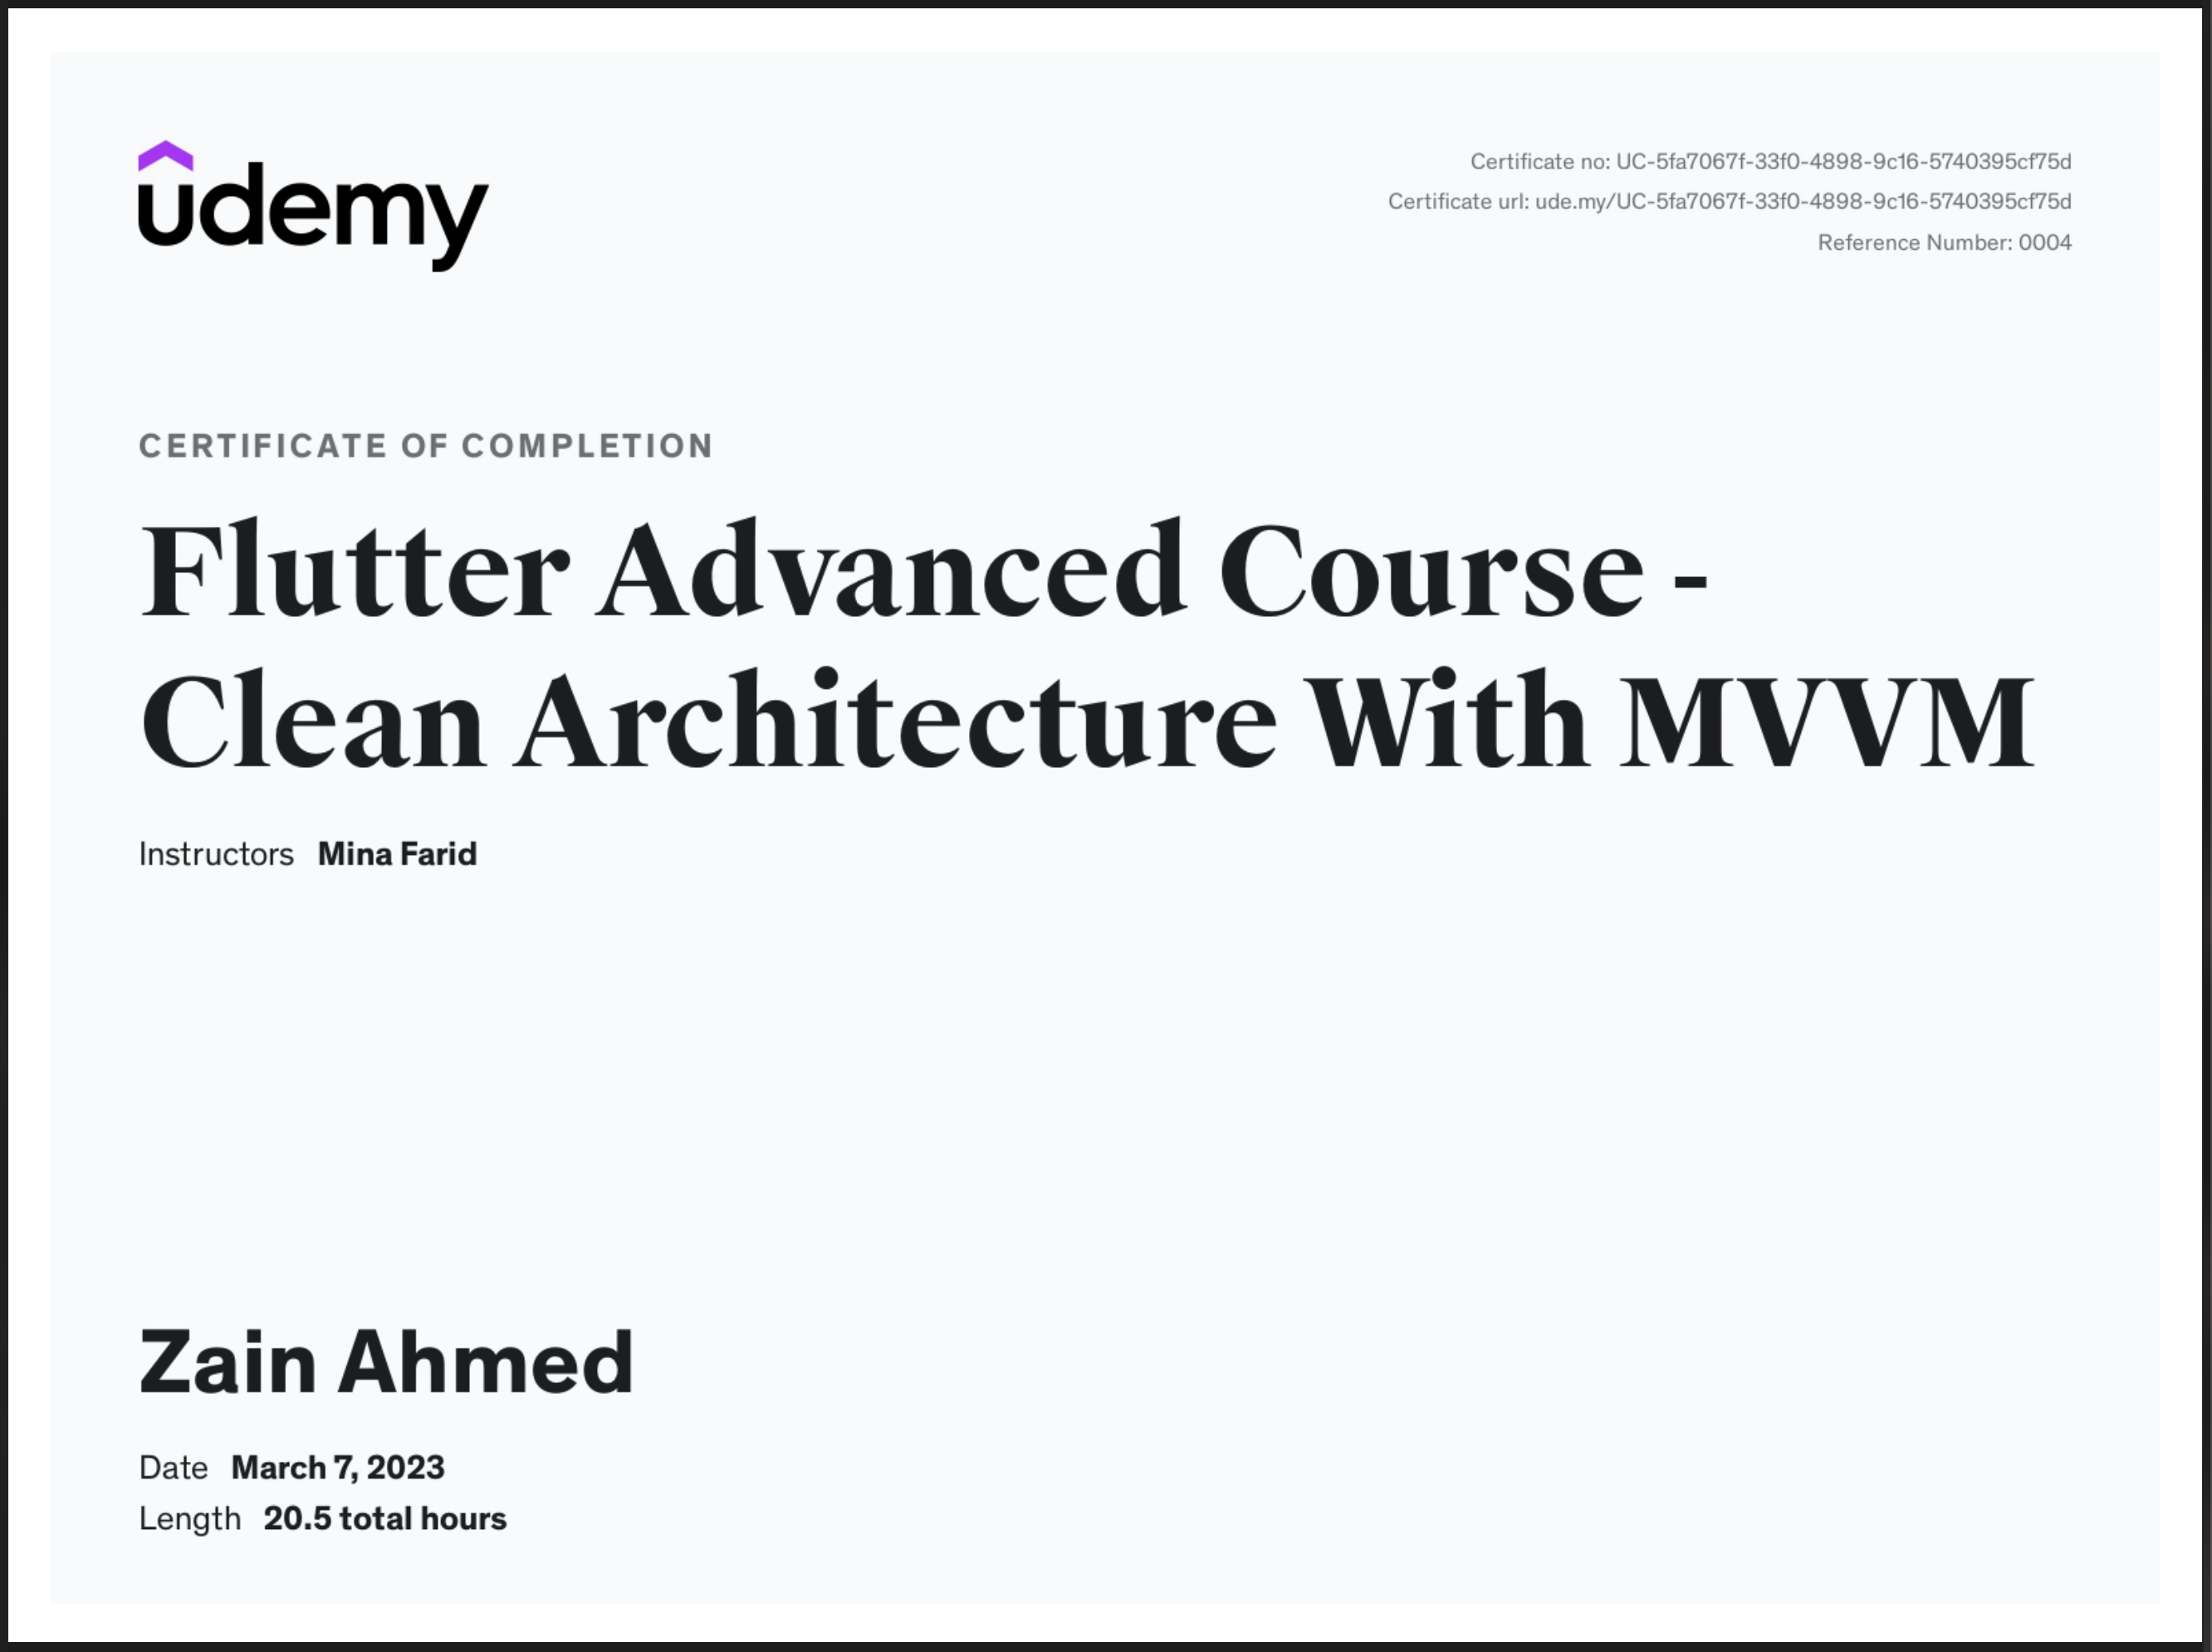 udemy
Certificate no: UC-5fa7067f-33f0-4898-9c16-5740395cf75d
Certificate url: ude.my/UC-5fa7067f-33f0-4898-9c16-5740395cf75d
Reference Number: 0004
CERTIFICATE OF COMPLETION
Flutter Advanced Course -
Clean Architecture With MVVM
Instructors Mina Farid
Zain Ahmed
Date March 7, 2023
Length 20.5 total hours